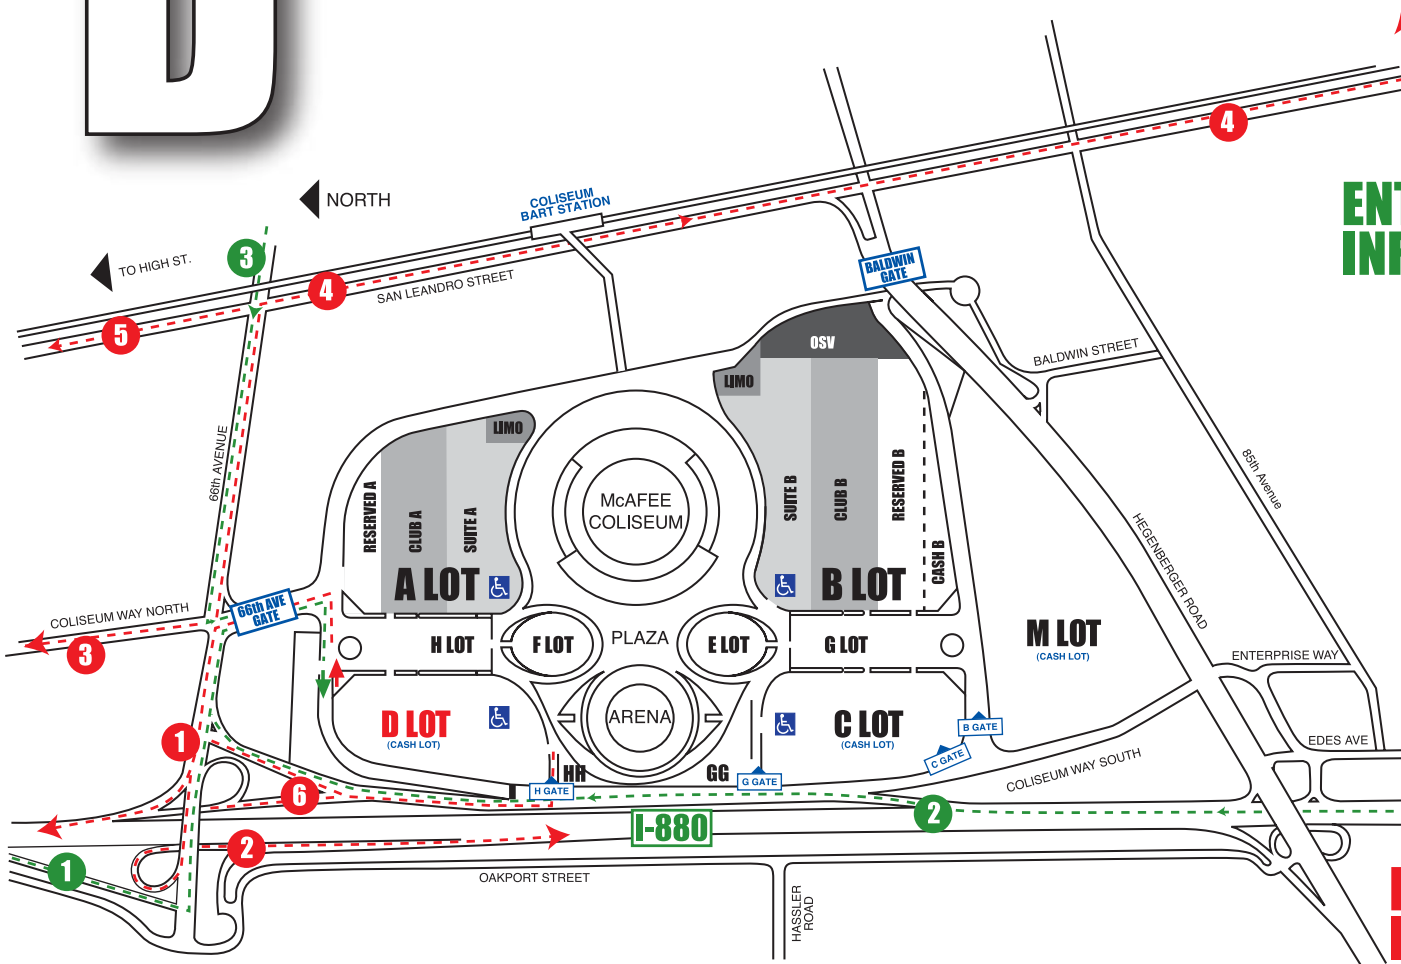 D
4
NORTH
COLISEUM
BART STATION
ENT
INF
3
TO HIGH ST.
4
SAN LEANDRO STREET
5
BALDWIN
GATE
OSV
LIMO
BALDWIN STREET
LIMO
66th AVENUE
RESERVED A
CLUB A
SUITE A
McAFEE
COLISEUM
SUITE B
CLUB B
RESERVED B
CASH B
85th Avenue
HEGENBERGER ROAD
A LOT
B LOT
COLISEUM WAY NORTH
66th AVE
GATE
3
H LOT
F LOT
PLAZA
E LOT
G LOT
M LOT
(CASH LOT)
ENTERPRISE WAY
D LOT
(CASH LOT)
ARENA
C LOT
(CASH LOT)
B GATE
C GATE
EDES AVE
1
HH
GG
G GATE
H GATE
COLISEUM WAY SOUTH
6
2
I-880
2
1
OAKPORT STREET
HASSLER
ROAD